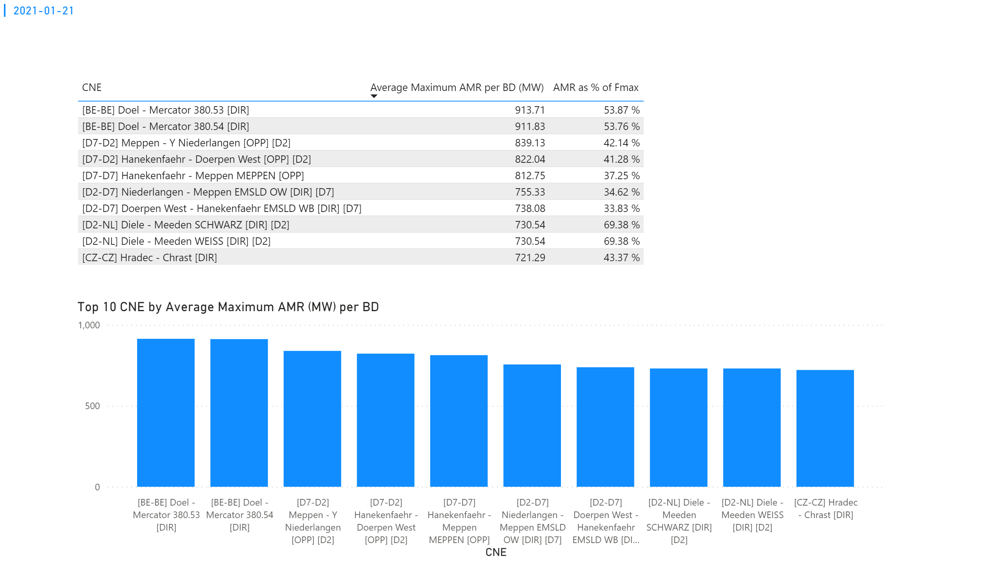 2021-01-21
CNE Average Maximum AMR per BD (MW) AMR as % of Fmax
[BE-BE] Doel - Mercator 380.53 [DIR] 913.71 53.87 %
[BE-BE] Doel - Mercator 380.54 [DIR] 911.83 53.76 %
[D7-D2] Meppen - Y Niederlangen [OPP] [D2] 839.13 42.14 %
[D7-D2] Hanekenfaehr - Doerpen West [OPP] [D2] 822.04 41.28 %
[D7-D7] Hanekenfaehr - Meppen MEPPEN [OPP] 812.75 37.25 %
[D2-D7] Niederlangen - Meppen EMSLD OW [DIR] [D7] 755.33 34.62 %
[D2-D7] Doerpen West - Hanekenfaehr EMSLD WB [DIR] [D7] 738.08 33.83 %
[D2-NL] Diele - Meeden SCHWARZ [DIR] [D2] 730.54 69.38 %
[D2-NL] Diele - Meeden WEISS [DIR] [D2] 730.54 69.38 %
[CZ-CZ] Hradec - Chrast [DIR] 721.29 43.37 %
Top 10 CNE by Average Maximum AMR (MW) per BD
1,000
500
0
[BE-BE] Doel -
Mercator 380.53
[DIR]
[BE-BE] Doel -
Mercator 380.54
[DIR]
[D7-D2]
Meppen - Y
Niederlangen
[OPP] [D2]
[D7-D2]
Hanekenfaehr -
Doerpen West
[OPP] [D2]
[D7-D7]
Hanekenfaehr -
Meppen
MEPPEN [OPP]
[D2-D7]
Niederlangen -
Meppen EMSLD
OW [DIR] [D7]
[D2-D7]
Doerpen West -
Hanekenfaehr
EMSLD WB [DI...
[D2-NL] Diele -
Meeden
SCHWARZ [DIR]
[D2]
[D2-NL] Diele -
Meeden WEISS
[DIR] [D2]
[CZ-CZ] Hradec
- Chrast [DIR]
CNE